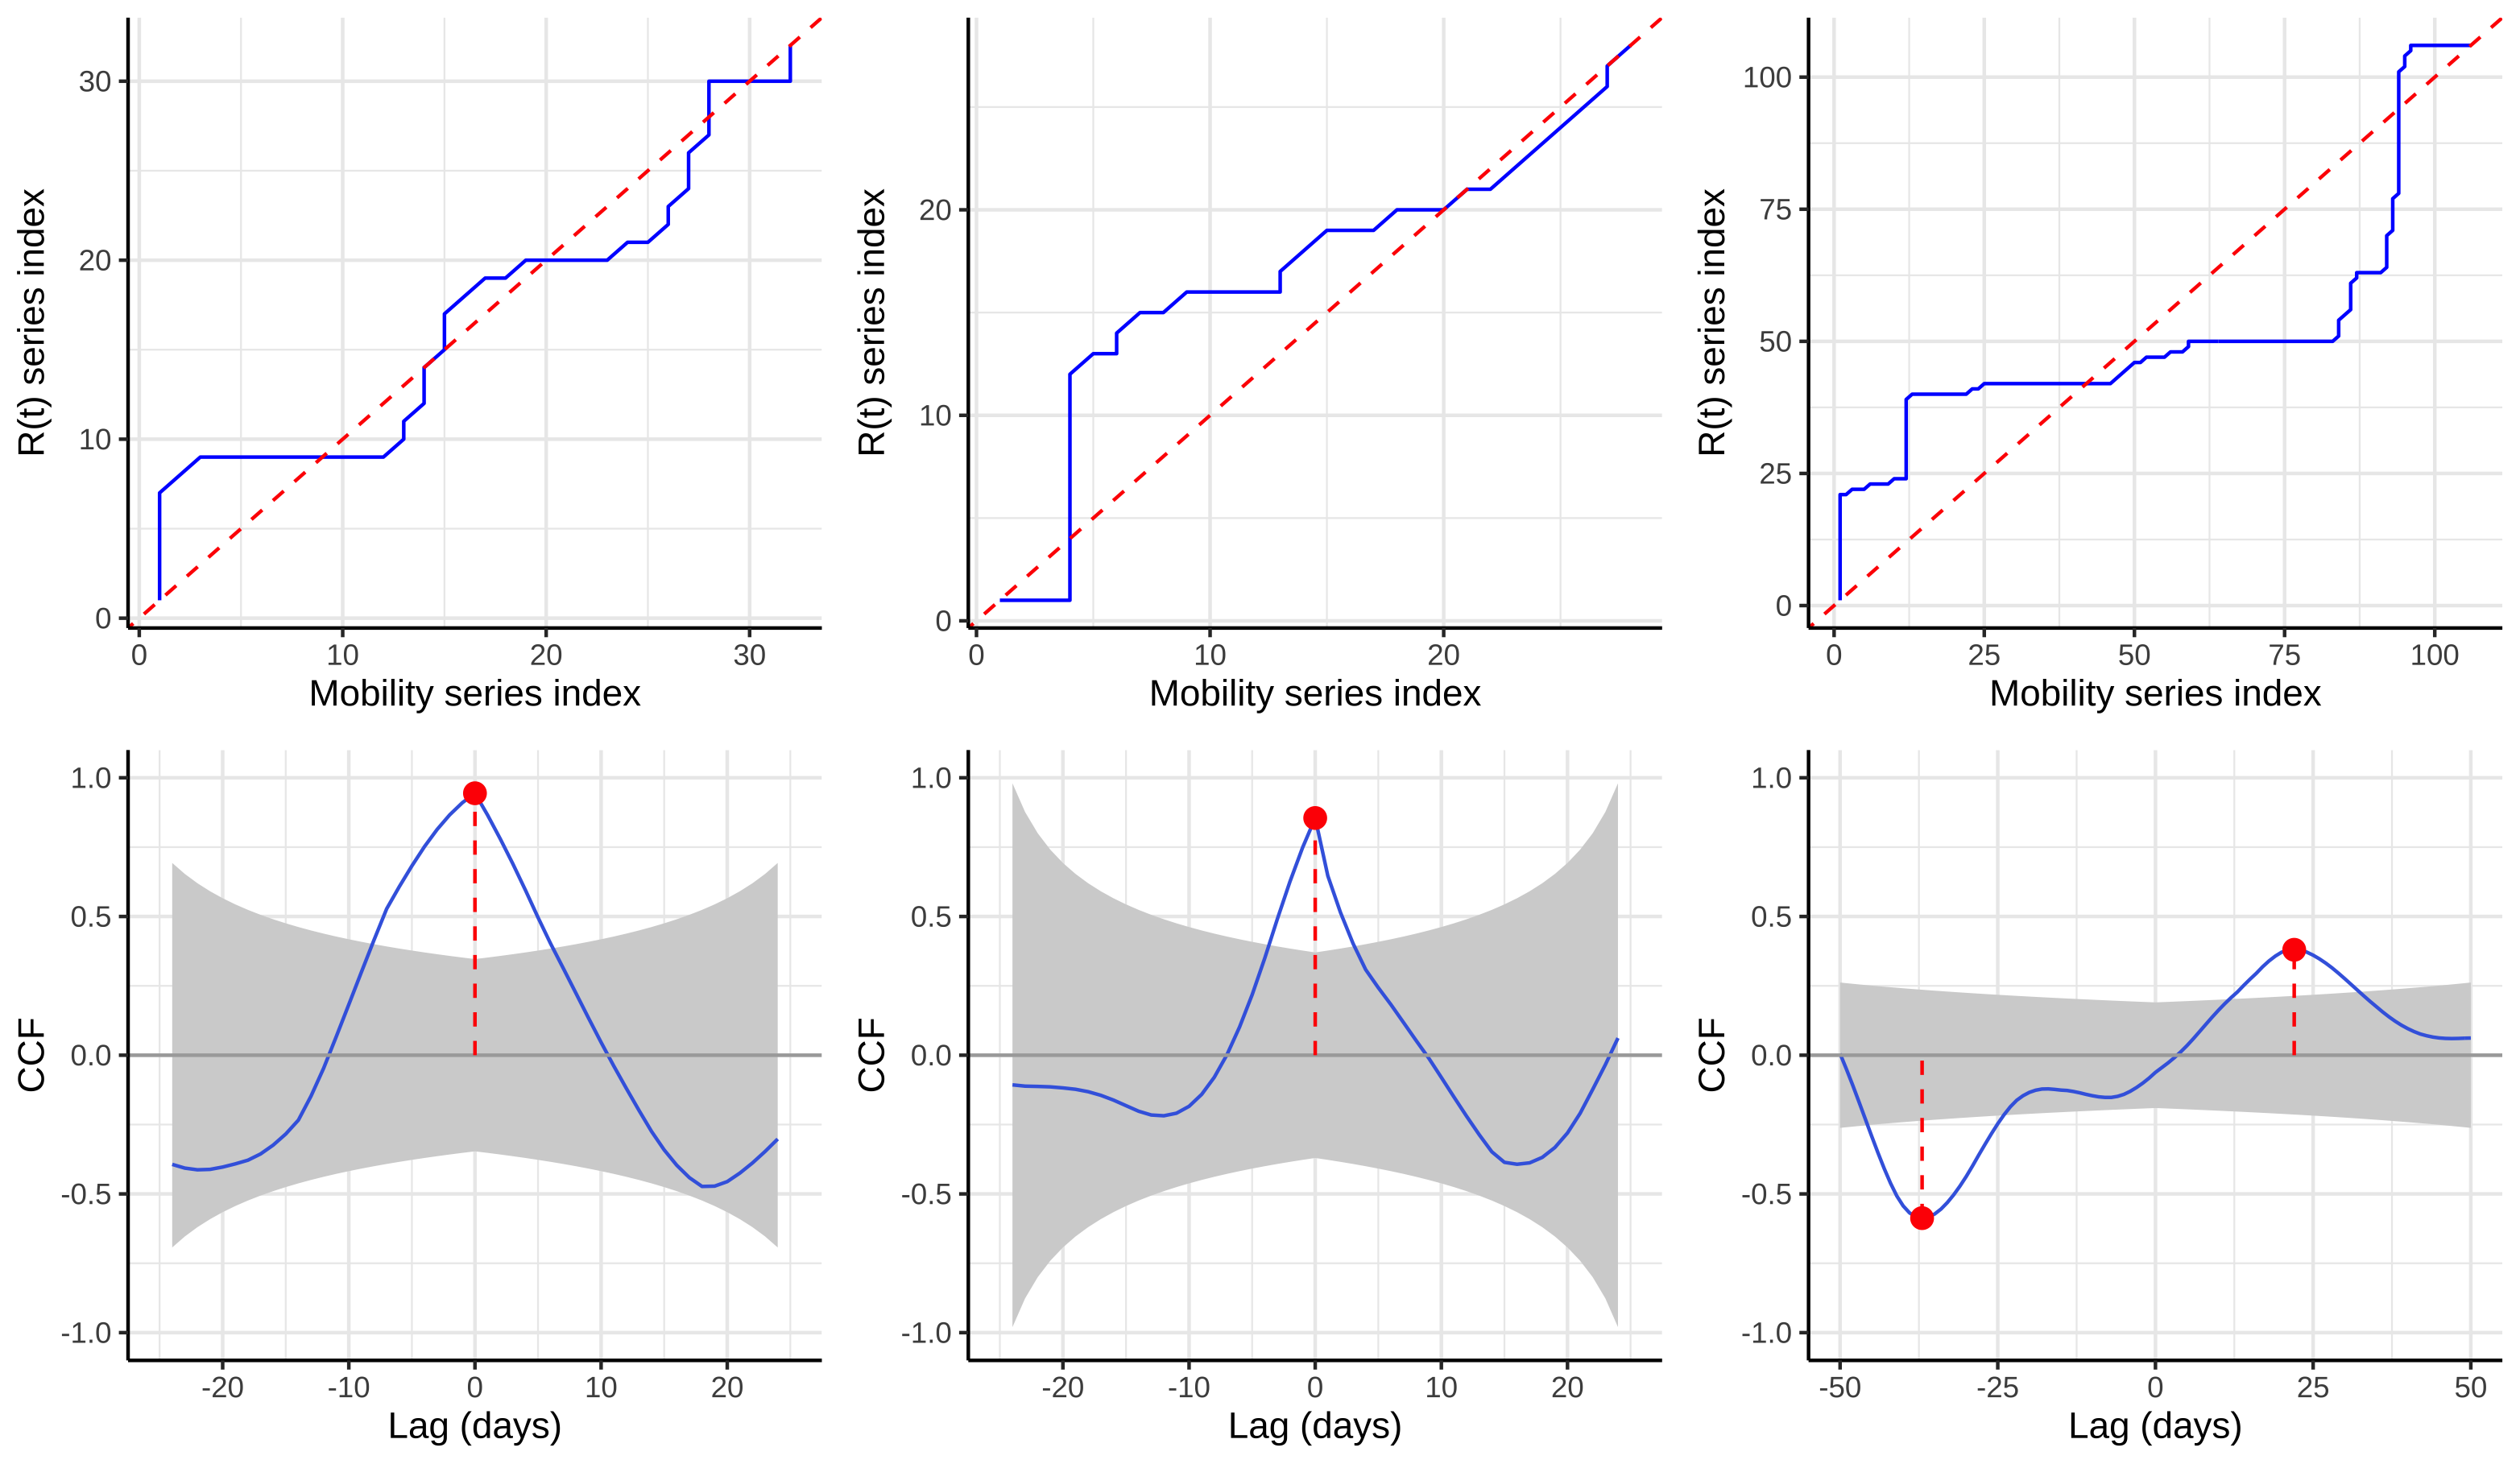 R(t) series index
30
20
10
0
0 10 20 30
Mobility series index
R(t) series index
20
10
0
0 10 20
Mobility series index
R(t) series index
100
75
50
25
0
0 25 50 75 100
Mobility series index
CCF
1.0
0.5
0.0
-0.5
-1.0
-20 -10 0 10 20
Lag (days)
CCF
1.0
0.5
0.0
-0.5
-1.0
-20 -10 0 10 20
Lag (days)
CCF
1.0
0.5
0.0
-0.5
-1.0
-50 -25 0 25 50
Lag (days)